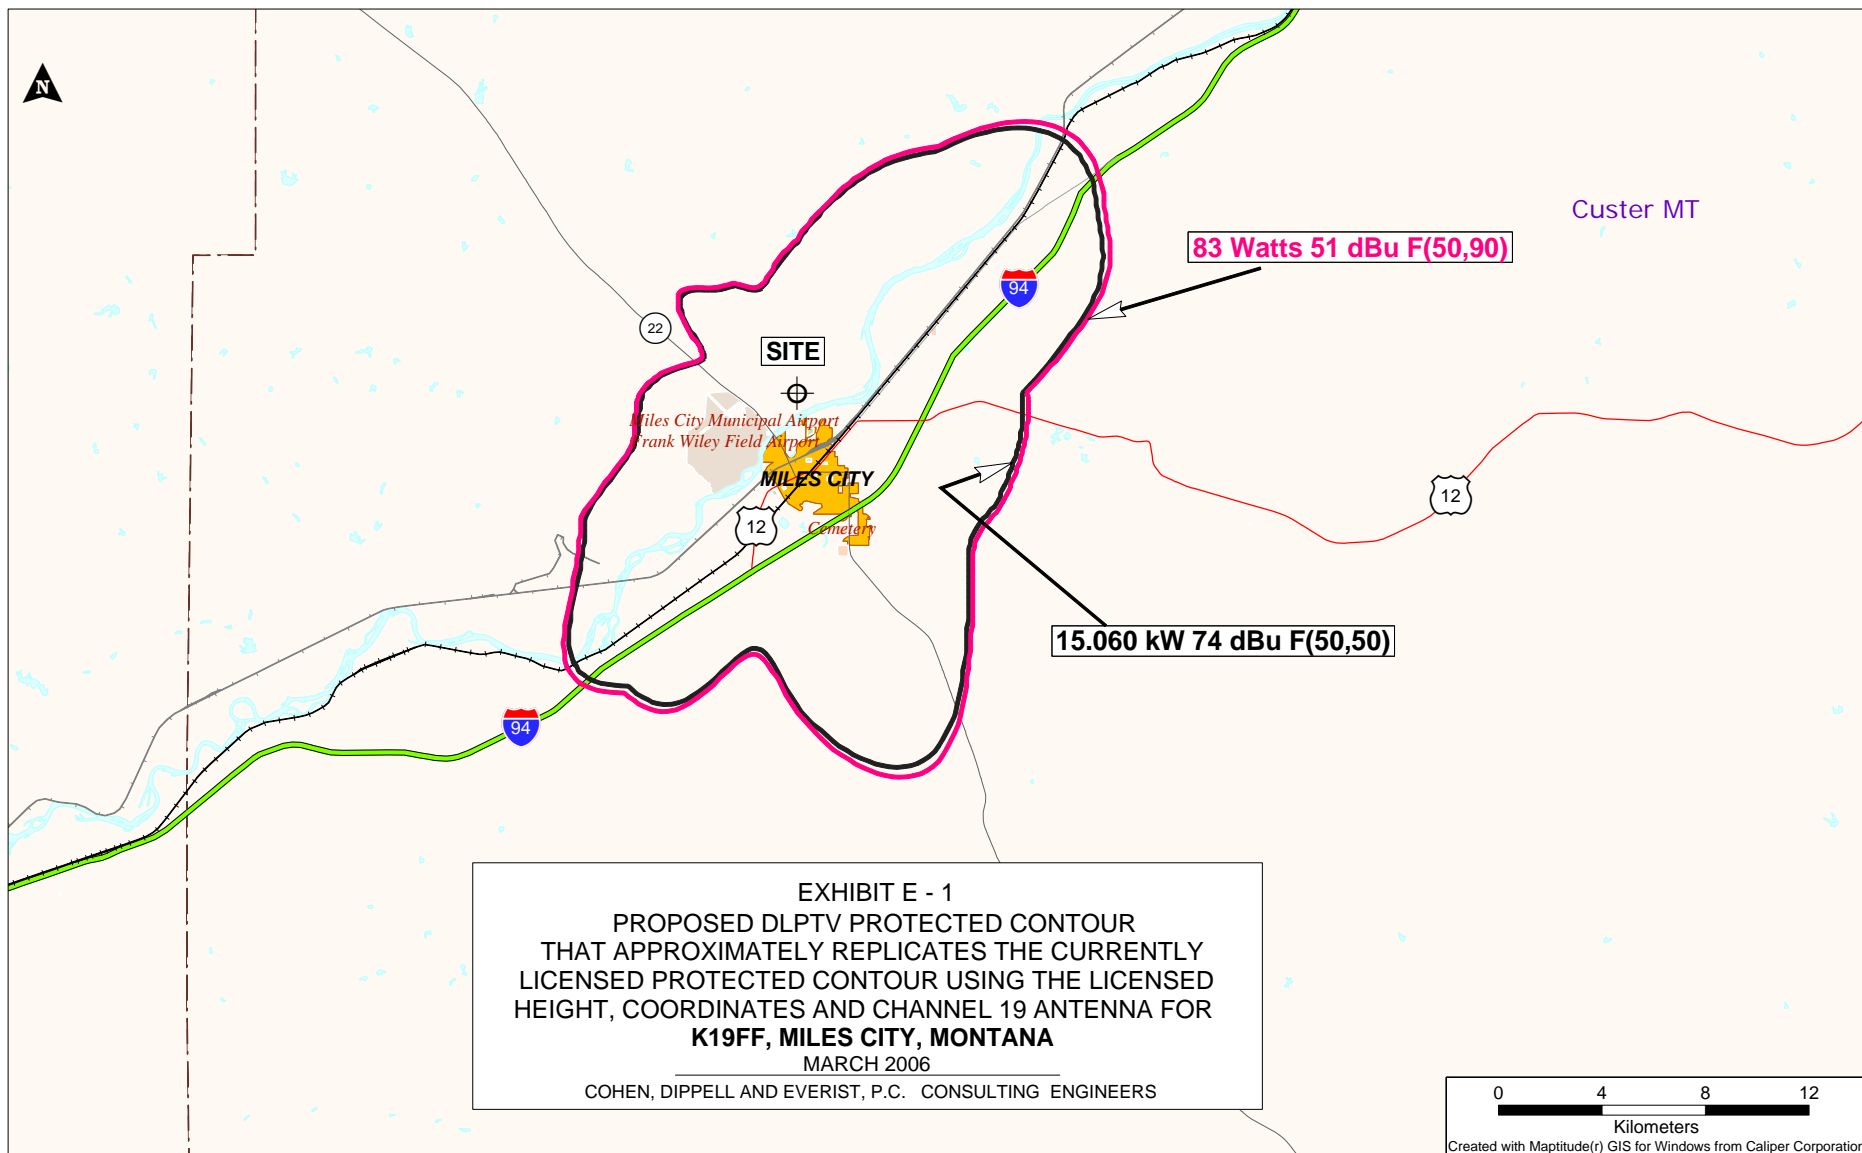 N
Custer MT
83 Watts 51 dBu F(50,90)
94
22
SITE
Miles City Municipal Airport
Frank Wiley Field Airport
MILES CITY
12
12
Cemetery
15.060 kW 74 dBu F(50,50)
94
EXHIBIT E - 1
PROPOSED DLPTV PROTECTED CONTOUR
THAT APPROXIMATELY REPLICATES THE CURRENTLY
LICENSED PROTECTED CONTOUR USING THE LICENSED
HEIGHT, COORDINATES AND CHANNEL 19 ANTENNA FOR
K19FF, MILES CITY, MONTANA
MARCH 2006
COHEN, DIPPELL AND EVERIST, P.C. CONSULTING ENGINEERS
0 4 8 12
Kilometers
Created with Maptitude(r) GIS for Windows from Caliper Corporation